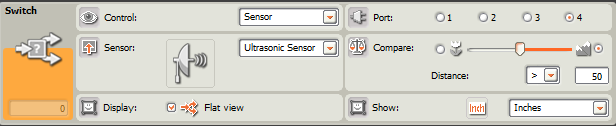 Switch
Control: Sensor
Port: 1 2 3 4
Sensor: Ultrasonic Sensor
Compare:
Distance: > 50
0
Display: Flat view
Show: Inch Inches